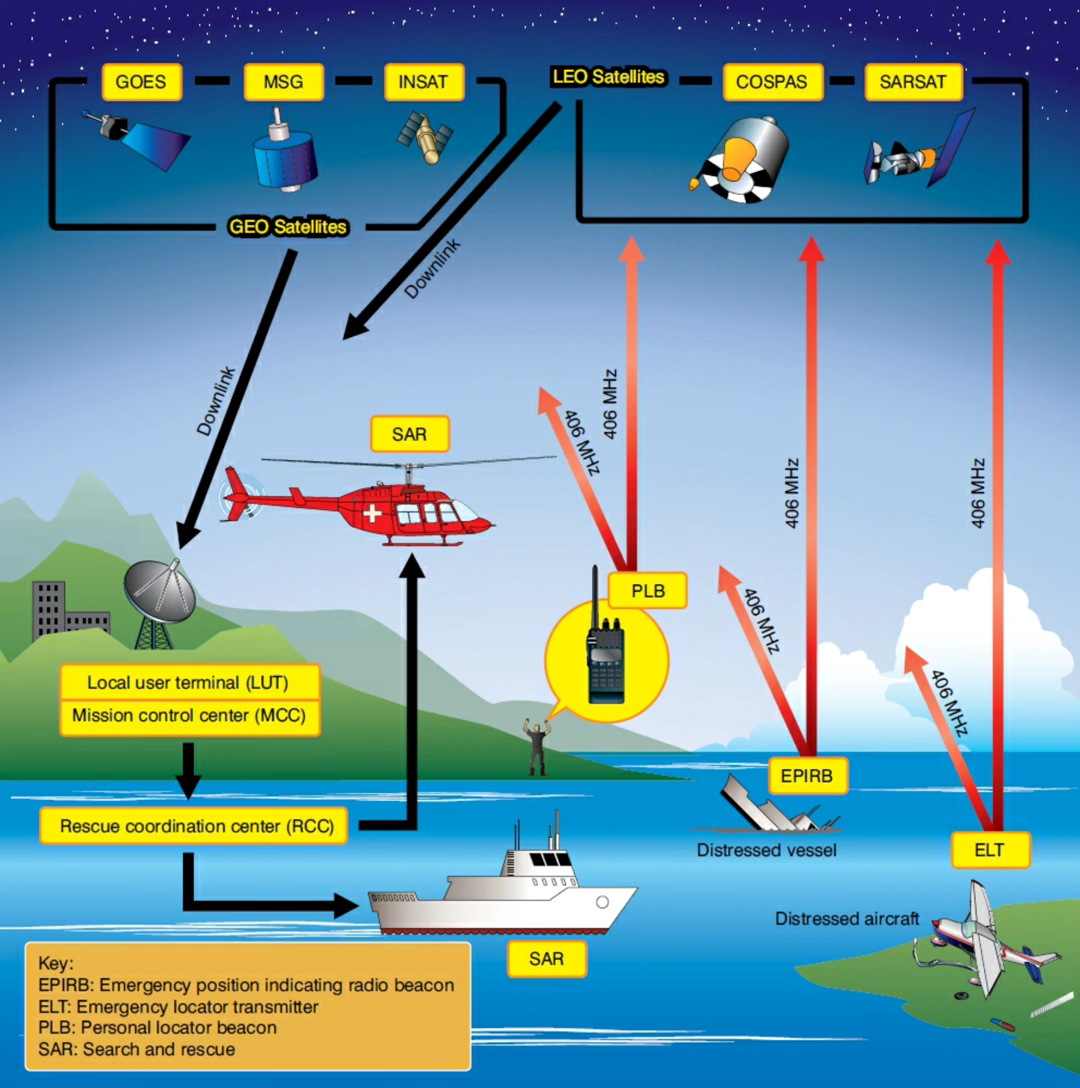 GOES
MSG
INSAT
LEO Satellites
COSPAS
SARSAT
GEO Satellites
Downlink
Downlink
SAR
406 MHz
406 MHz
406 MHz
406 MHz
406 MHz
406 MHz
PLB
Local user terminal (LUT)
Mission control center (MCC)
EPIRB
Rescue coordination center (RCC)
Distressed vessel
ELT
Distressed aircraft
SAR
Key:
EPIRB: Emergency position indicating radio beacon
ELT: Emergency locator transmitter
PLB: Personal locator beacon
SAR: Search and rescue